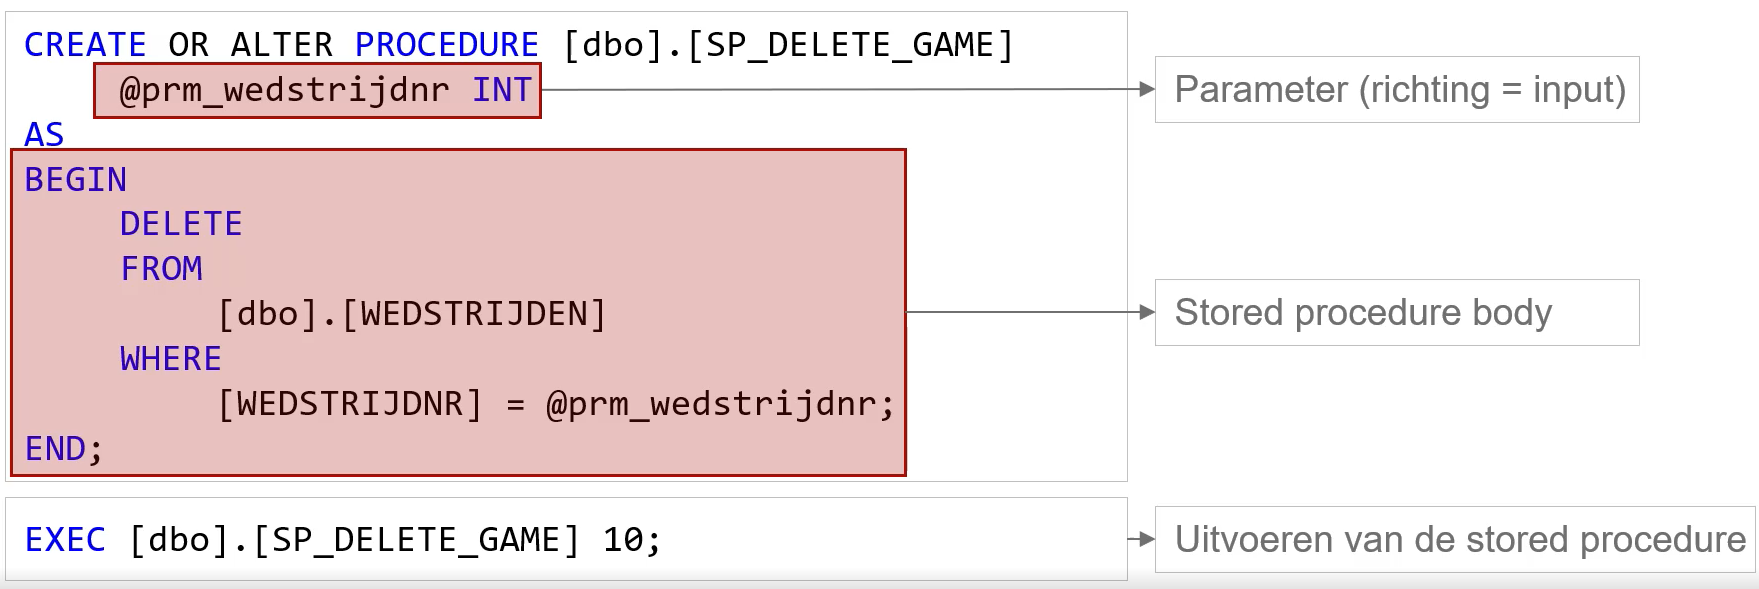 CREATE OR ALTER PROCEDURE [dbo].[SP_DELETE_GAME]
@prm_wedstrijdnr INT
Parameter (richting = input)
AS
BEGIN
DELETE
FROM
[dbo].[WEDSTRIJDEN]
Stored procedure body
WHERE
[WEDSTRIJDNR] = @prm_wedstrijdnr;
END;
EXEC [dbo].[SP_DELETE_GAME] 10;
Uitvoeren van de stored procedure